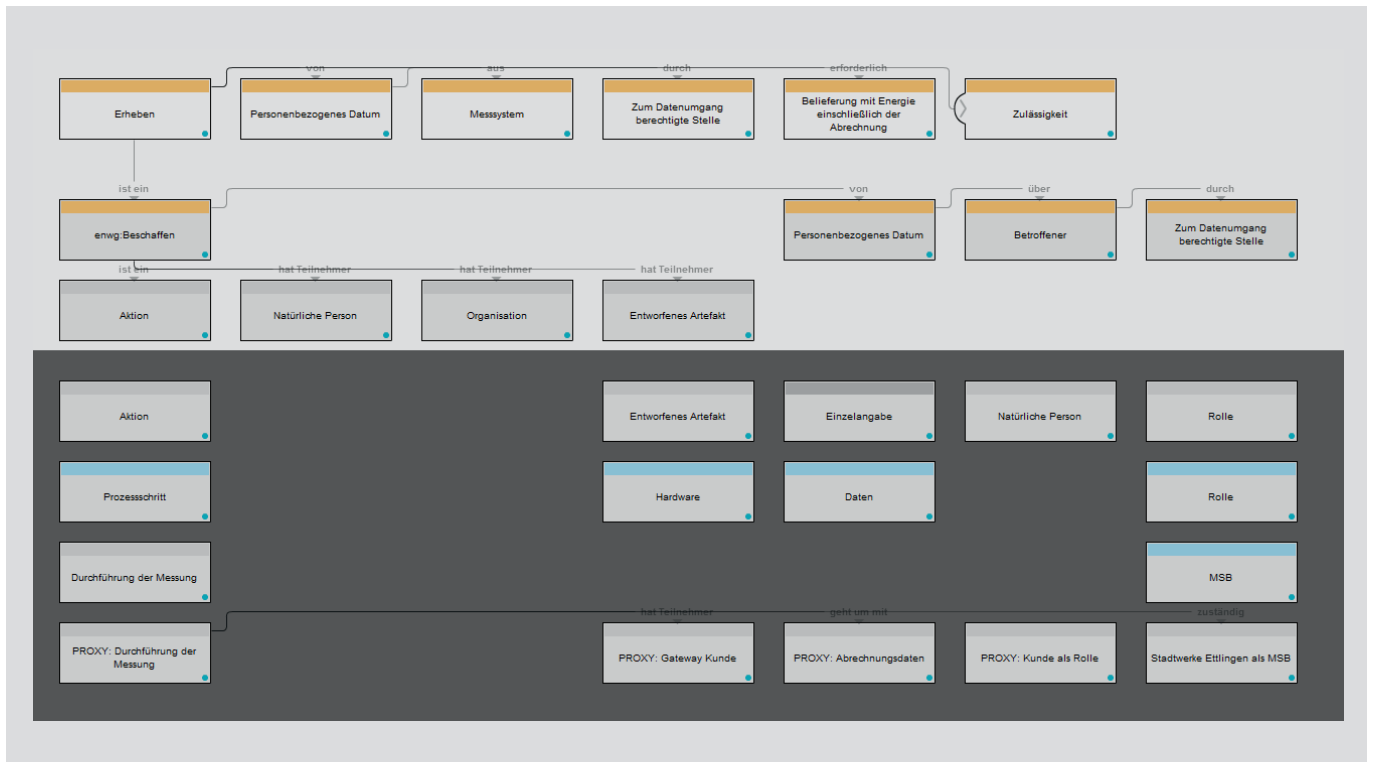 von
aus
durch
erforderlich
Erheben
Personenbezogenes Datum
Messsystem
Zum Datenumgang
berechtigte Stelle
Belieferung mit Energie
einschließlich der
Abrechnung
Zulässigkeit
ist ein
von
über
durch
enwg:Beschaffen
Personenbezogenes Datum
Betroffener
Zum Datenumgang
berechtigte Stelle
ist ein
hat Teilnehmer
hat Teilnehmer
hat Teilnehmer
Aktion
Natürliche Person
Organisation
Entworfenes Artefakt
Aktion
Entworfenes Artefakt
Einzelangabe
Natürliche Person
Rolle
Prozessschritt
Hardware
Daten
Rolle
Durchführung der Messung
MSB
hat Teilnehmer
geht um mit
zuständig
PROXY: Durchführung der
Messung
PROXY: Gateway Kunde
PROXY: Abrechnungsdaten
PROXY: Kunde als Rolle
Stadtwerke Ettlingen als MSB